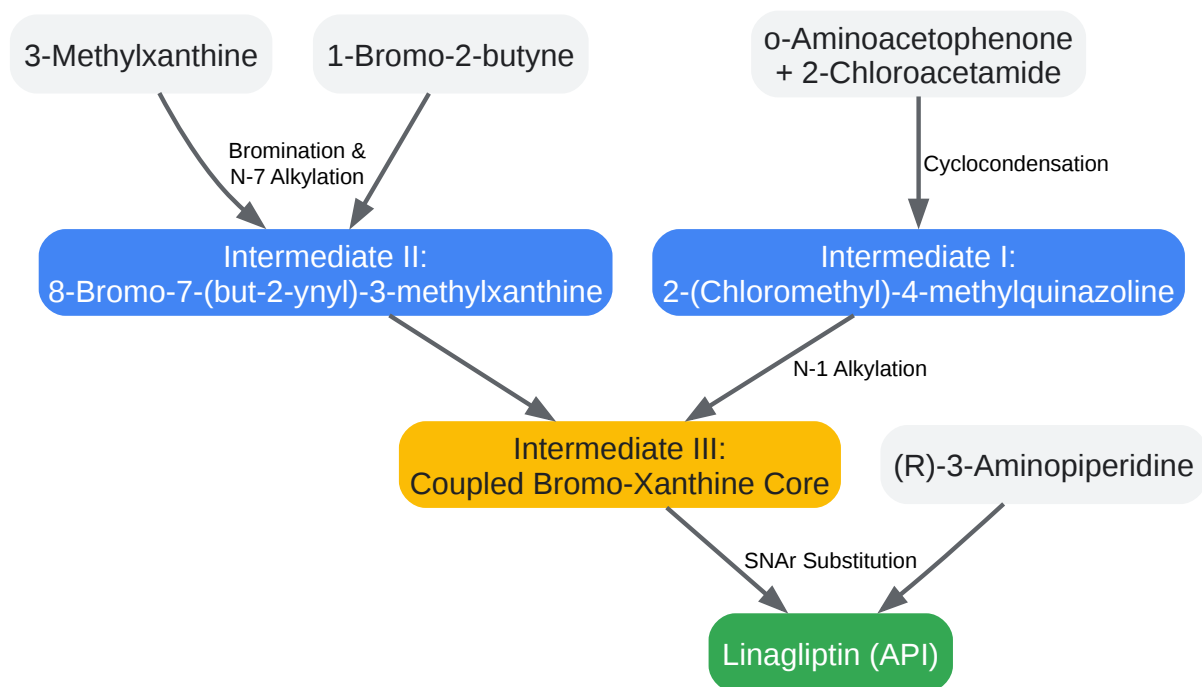 3-Methylxanthine
1-Bromo-2-butyne
o-Aminoacetophenone
+ 2-Chloroacetamide
Bromination &
N-7 Alkylation
Cyclocondensation
Intermediate II:
8-Bromo-7-(but-2-ynyl)-3-methylxanthine
Intermediate I:
2-(Chloromethyl)-4-methylquinazoline
N-1 Alkylation
Intermediate III:
Coupled Bromo-Xanthine Core
(R)-3-Aminopiperidine
SNAr Substitution
Linagliptin (API)